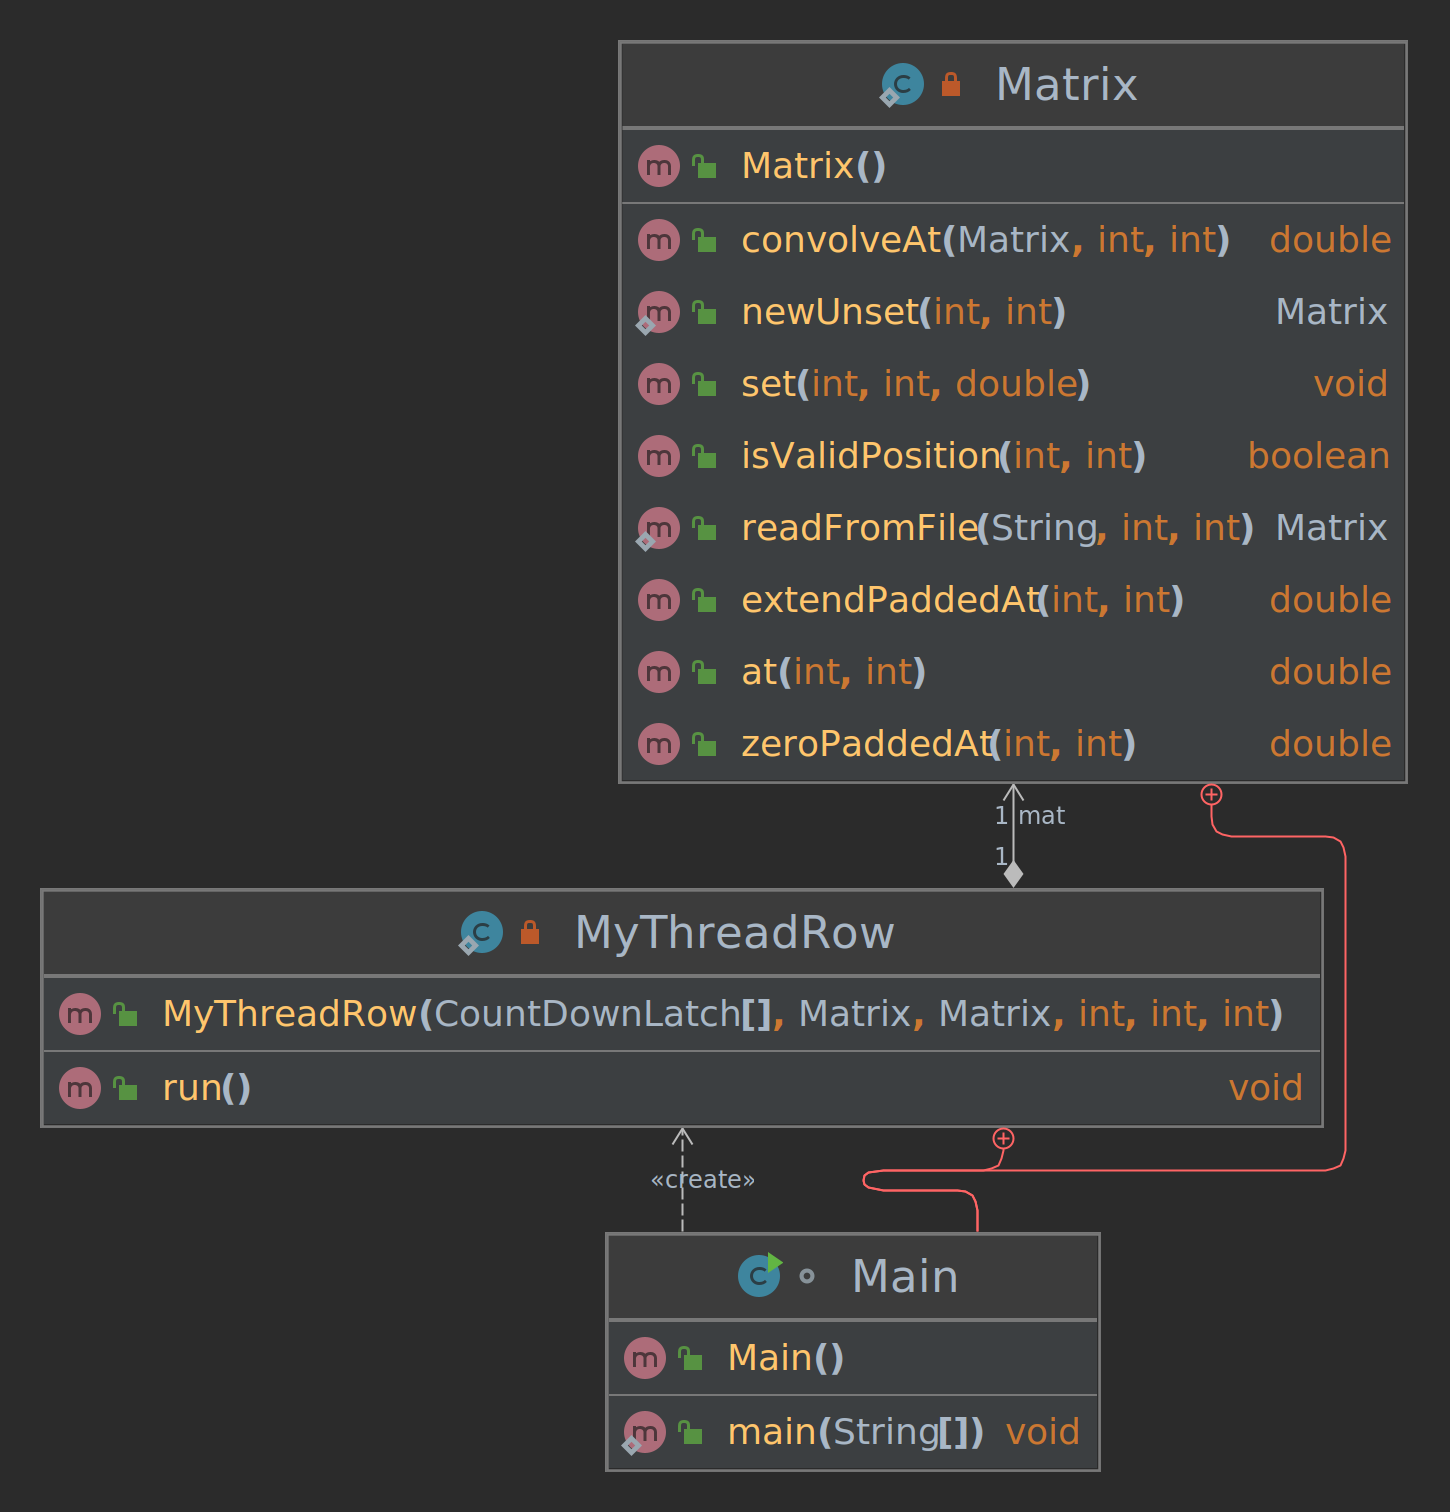 Matrix
Matrix()
convolveAt(Matrix, int, int) double
newUnset(int, int) Matrix
set(int, int, double) void
isValidPosition(int, int) boolean
readFromFile(String, int, int) Matrix
extendPaddedAt(int, int) double
at(int, int) double
zeroPaddedAt(int, int) double
1 mat
1
MyThreadRow
MyThreadRow(CountDownLatch[], Matrix, Matrix, int, int, int)
run() void
«create»
Main
Main()
main(String[]) void